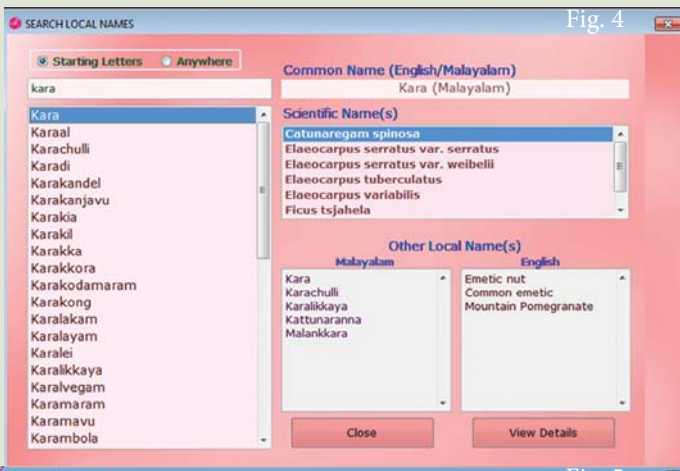 SEARCH LOCAL NAMES
Fig. 4
Starting Letters Anywhere
kara
Kara
Karaal
Karachulli
Karadi
Karakandel
Karakanjavu
Karakia
Karakil
Karakka
Karakkora
Karakodamaram
Karakong
Karalakam
Karalayam
Karalei
Karalikkaya
Karalvegam
Karamaram
Karamavu
Karambola
Common Name (English/Malayalam)
Kara (Malayalam)
Scientific Name(s)
Catunaregam spinosa
Elaeocarpus serratus var. serratus
Elaeocarpus serratus var. weibelii
Elaeocarpus tuberculatus
Elaeocarpus variabilis
Ficus tsjahela
Other Local Name(s)
Malayalam
Kara
Karachulli
Karalikkaya
Kattunaranna
Malankkara
English
Emetic nut
Common emetic
Mountain Pomegranate
Close
View Details